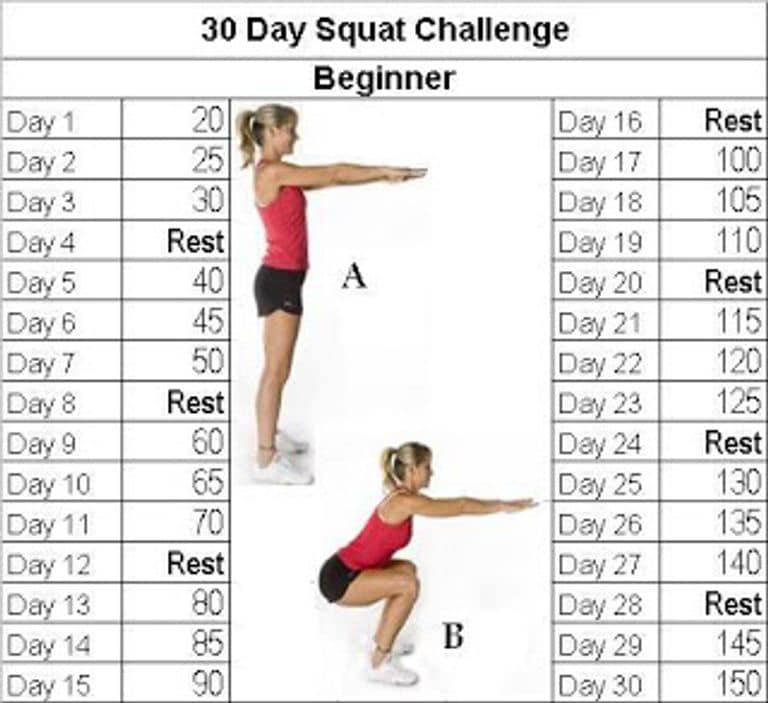 30 Day Squat Challenge
Beginner
Day 1 20
Day 2 25
Day 3 30
Day 4 Rest
Day 5 40
Day 6 45
Day 7 50
Day 8 Rest
Day 9 60
Day 10 65
Day 11 70
Day 12 Rest
Day 13 80
Day 14 85
Day 15 90
A
B
Day 16 Rest
Day 17 100
Day 18 105
Day 19 110
Day 20 Rest
Day 21 115
Day 22 120
Day 23 125
Day 24 Rest
Day 25 130
Day 26 135
Day 27 140
Day 28 Rest
Day 29 145
Day 30 150